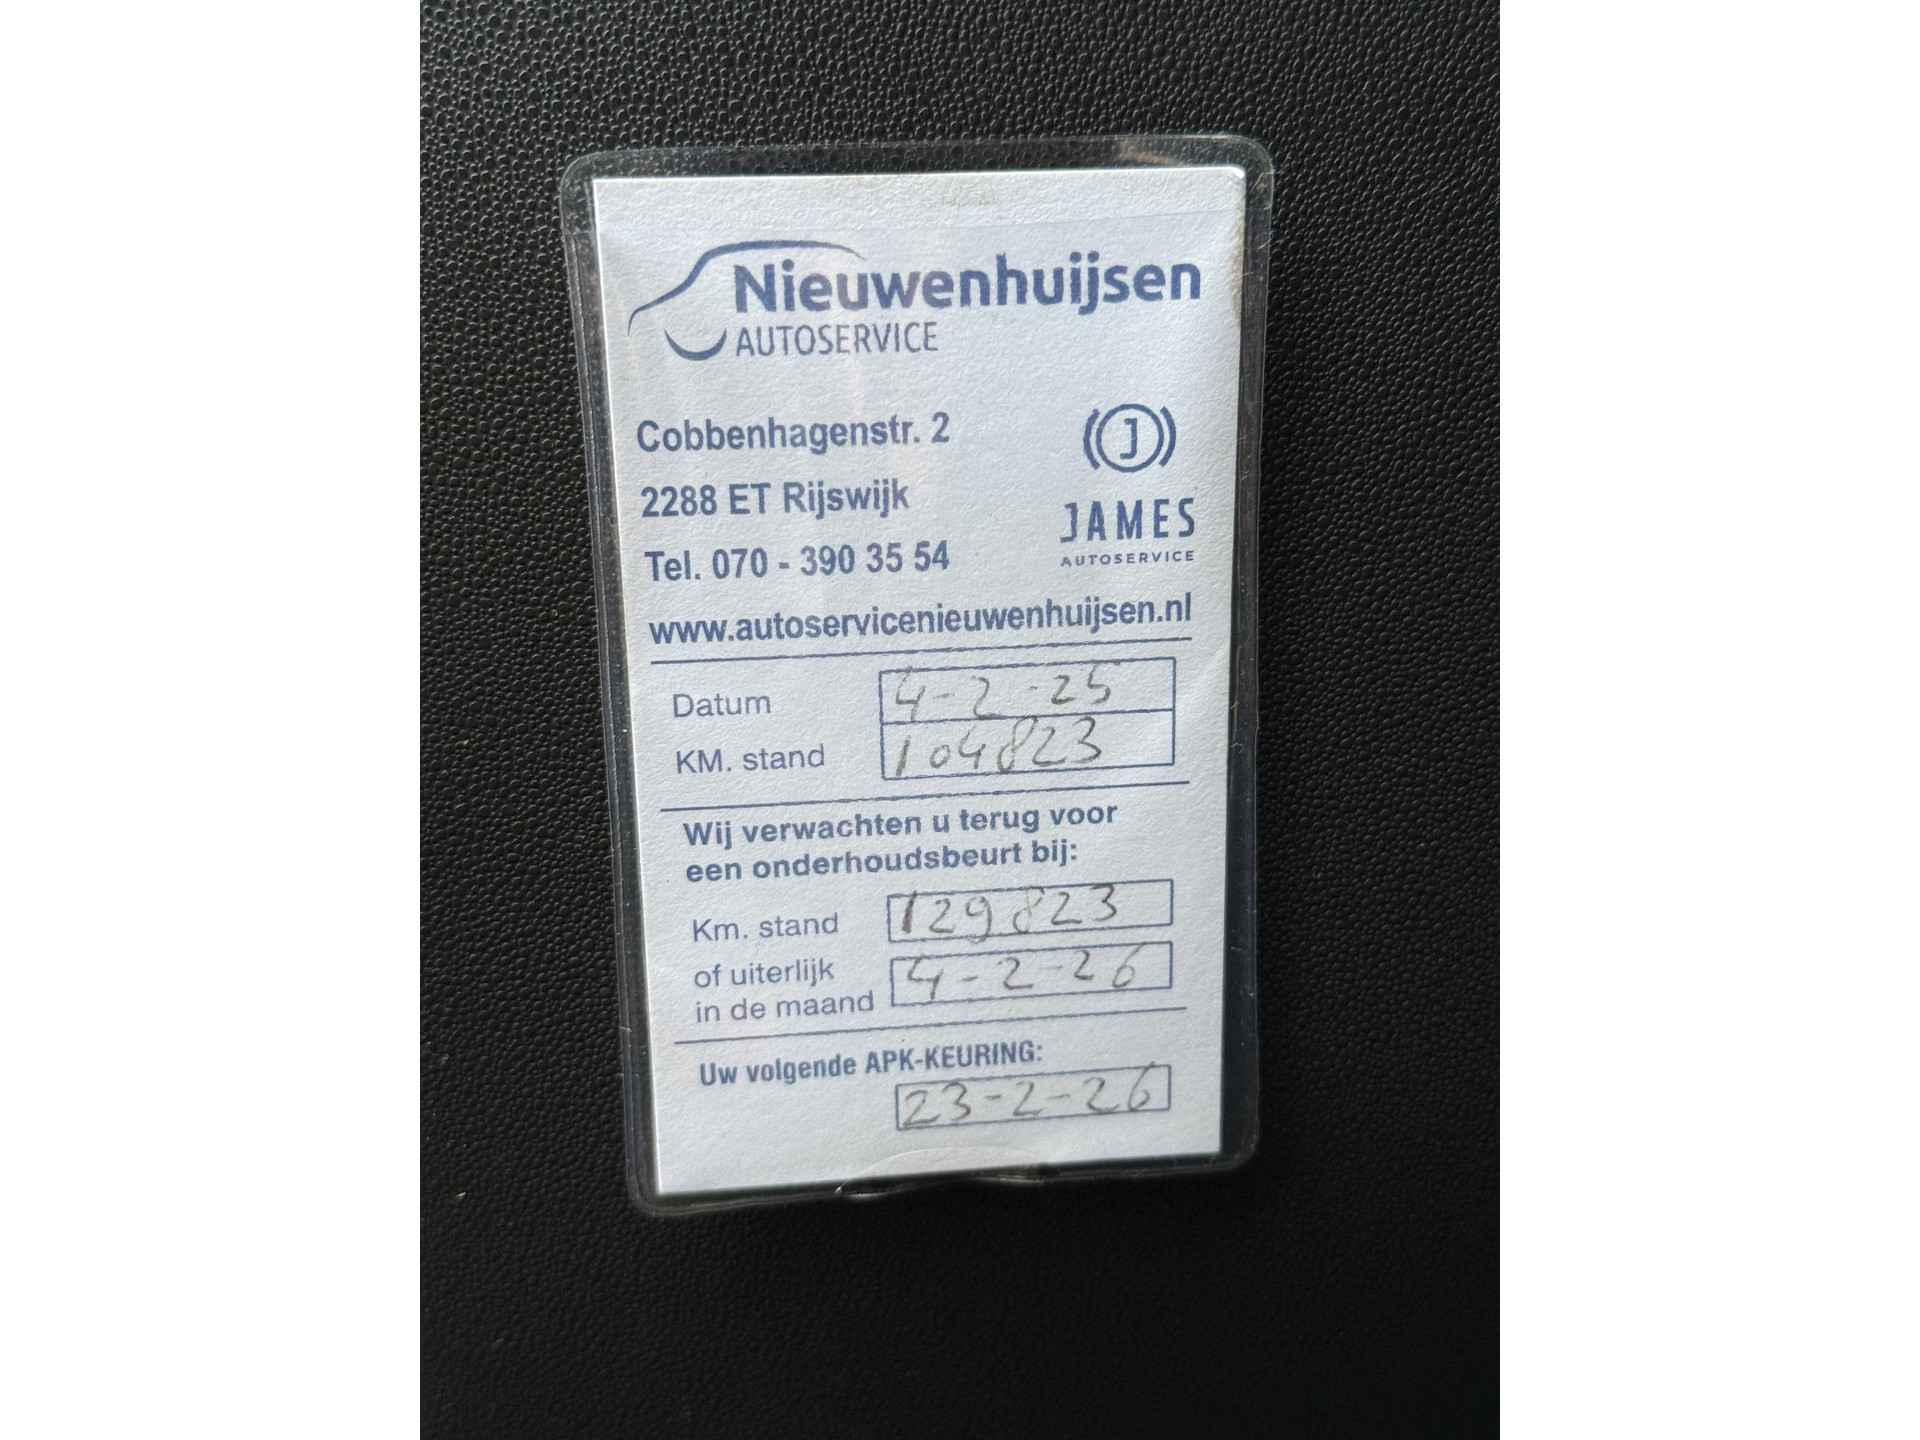 Nieuwenhuijsen
AUTOSERVICE
Cobbenhagenstr. 2
2288 ET Rijswijk
Tel. 070 - 390 35 54
J
JAMES
AUTOSERVICE
www.autoservicenieuwenhuijsen.nl
Datum 4-2-25
KM. stand 104823
Wij verwachten u terug voor
een onderhoudsbeurt bij:
Km. stand 129823
of uiterlijk
in de maand 4-2-26
Uw volgende APK-KEURING:
23-2-26